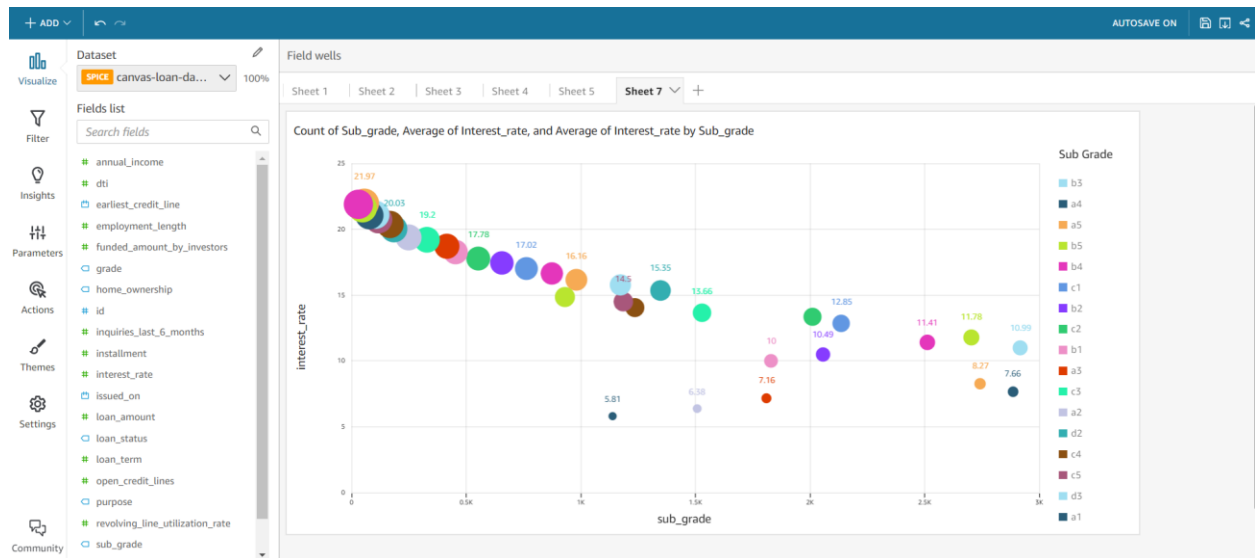 ADD
AUTOSAVE ON
Visualize
Filter
Insights
Parameters
Actions
Themes
Settings
Community
Dataset
SPICE canvas-loan-da... 100%
Fields list
Search fields
# annual_income
# dti
earliest_credit_line
# employment_length
# funded_amount_by_investors
grade
home_ownership
# id
# inquiries_last_6_months
# installment
# interest_rate
issued_on
# loan_amount
loan_status
# loan_term
# open_credit_lines
purpose
# revolving_line_utilization_rate
sub_grade
Field wells
Sheet 1 Sheet 2 Sheet 3 Sheet 4 Sheet 5 Sheet 7
Count of Sub_grade, Average of Interest_rate, and Average of Interest_rate by Sub_grade
interest_rate
25
20
15
10
5
0
21.97
20.03
19.2
17.78
17.02
16.16
14.5
15.35
13.66
12.85
11.41
11.78
10.99
10
10.49
8.27
7.66
7.16
6.38
5.81
0 0.5K 1K 1.5K 2K 2.5K 3K
sub_grade
Sub Grade
b3
a4
a5
b5
b4
c1
b2
c2
b1
a3
c3
a2
d2
c4
c5
d3
a1